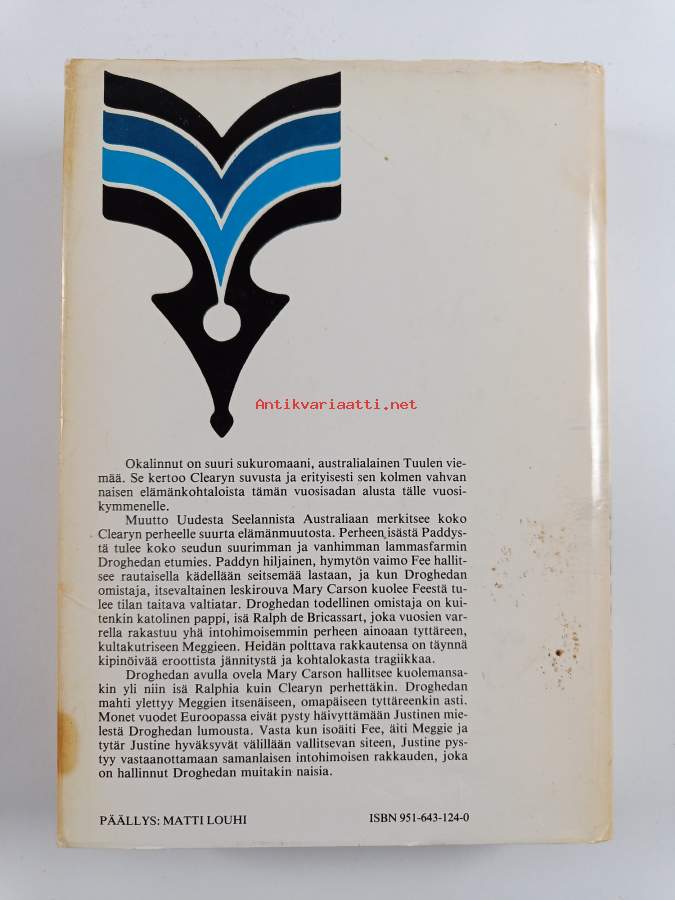 Antikvariaatti.net
Okalinnut on suuri sukuromaani, australialainen Tuulen vie-
mää. Se kertoo Clearyn suvusta ja erityisesti sen kolmen vahvan
naisen elämänkohtaloista tämän vuosisadan alusta tälle vuosi-
kymmenelle.
Muutto Uudesta Seelannista Australiaan merkitsee koko
Clearyn perheelle suurta elämänmuutosta. Perheen isästä Paddys-
tä tulee koko seudun suurimman ja vanhimman lammasfarmin
Droghedan etumies. Paddyn hiljainen, hymytön vaimo Fee hallit-
see rautaisella kädellään seitsemää lastaan, ja kun Droghedan
omistaja, itsevaltainen leskirouva Mary Carson kuolee Feestä tu-
lee tilan taitava valtiatar. Droghedan todellinen omistaja on kui-
tenkin katolinen pappi, isä Ralph de Bricassart, joka vuosien var-
rella rakastuu yhä intohimoisemmin perheen ainoaan tyttäreen,
kultakutriseen Meggieen. Heidän polttava rakkautensa on täynnä
kipinöivää eroottista jännitystä ja kohtalokasta tragiikkaa.
Droghedan avulla ovela Mary Carson hallitsee kuolemansa-
kin yli niin isä Ralphia kuin Clearyn perhettäkin. Droghedan
mahti ylettyy Meggien itsenäiseen, omapäiseen tyttäreenkin asti.
Monet vuodet Euroopassa eivät pysty häivyttämään Justinen mie-
lestä Droghedan lumousta. Vasta kun isoäiti Fee, äiti Meggie ja
tytär Justine hyväksyvät välillään vallitsevan siteen, Justine pys-
tyy vastaanottamaan samanlaisen intohimoisen rakkauden, joka
on hallinnut Droghedan muitakin naisia.
PÄÄLLYS: MATTI LOUHI ISBN 951-643-124-0